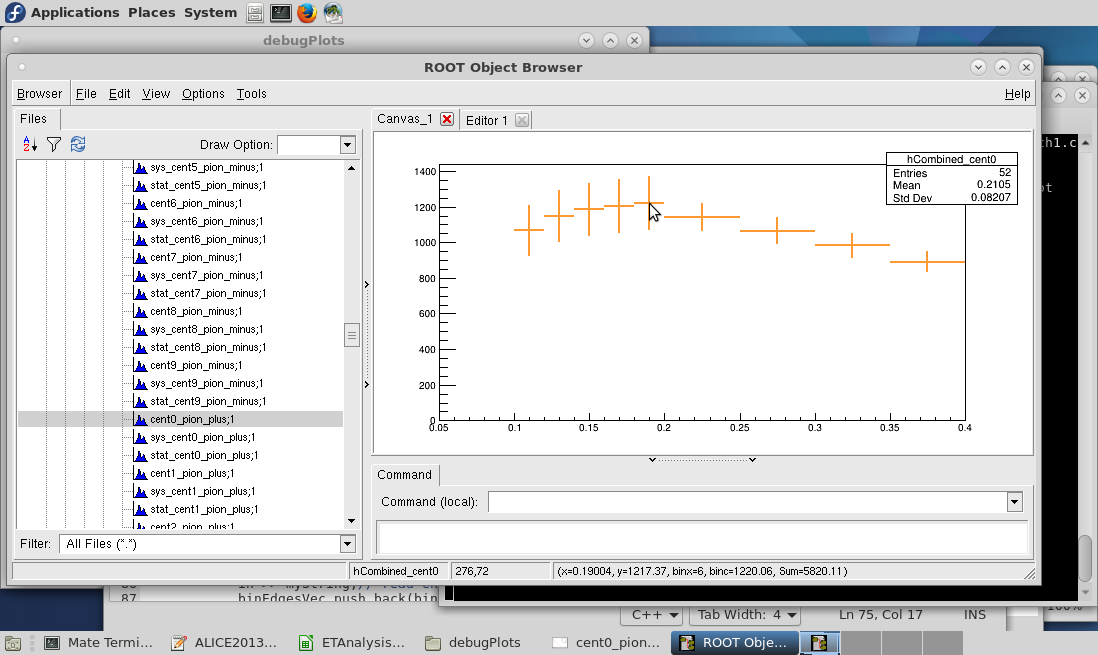 Applications Places System
debugPlots
ROOT Object Browser
Browser File Edit View Options Tools Help
Files
Draw Option:
sys_cent5_pion_minus;1
stat_cent5_pion_minus;1
cent6_pion_minus;1
sys_cent6_pion_minus;1
stat_cent6_pion_minus;1
cent7_pion_minus;1
sys_cent7_pion_minus;1
stat_cent7_pion_minus;1
cent8_pion_minus;1
sys_cent8_pion_minus;1
stat_cent8_pion_minus;1
cent9_pion_minus;1
sys_cent9_pion_minus;1
stat_cent9_pion_minus;1
cent0_pion_plus;1
sys_cent0_pion_plus;1
stat_cent0_pion_plus;1
cent1_pion_plus;1
sys_cent1_pion_plus;1
stat_cent1_pion_plus;1
cent2_pion_plus;1
Filter: All Files (*.*)
Canvas_1 Editor 1
hCombined_cent0
Entries 52
Mean 0.2105
Std Dev 0.08207
1400
1200
1000
800
600
400
200
0
0.05 0.1 0.15 0.2 0.25 0.3 0.35 0.4
Command
Command (local):
hCombined_cent0 276,72 (x=0.19004, y=1217.37, binx=6, binc=1220.06, Sum=5820.11)
th1.c
87 binEdgesVec.push_back(bin
C++ Tab Width: 4 Ln 75, Col 17 INS
100%
Mate Termi... ALICE2013... ETAnalysis... debugPlots cent0_pion... ROOT Obje...